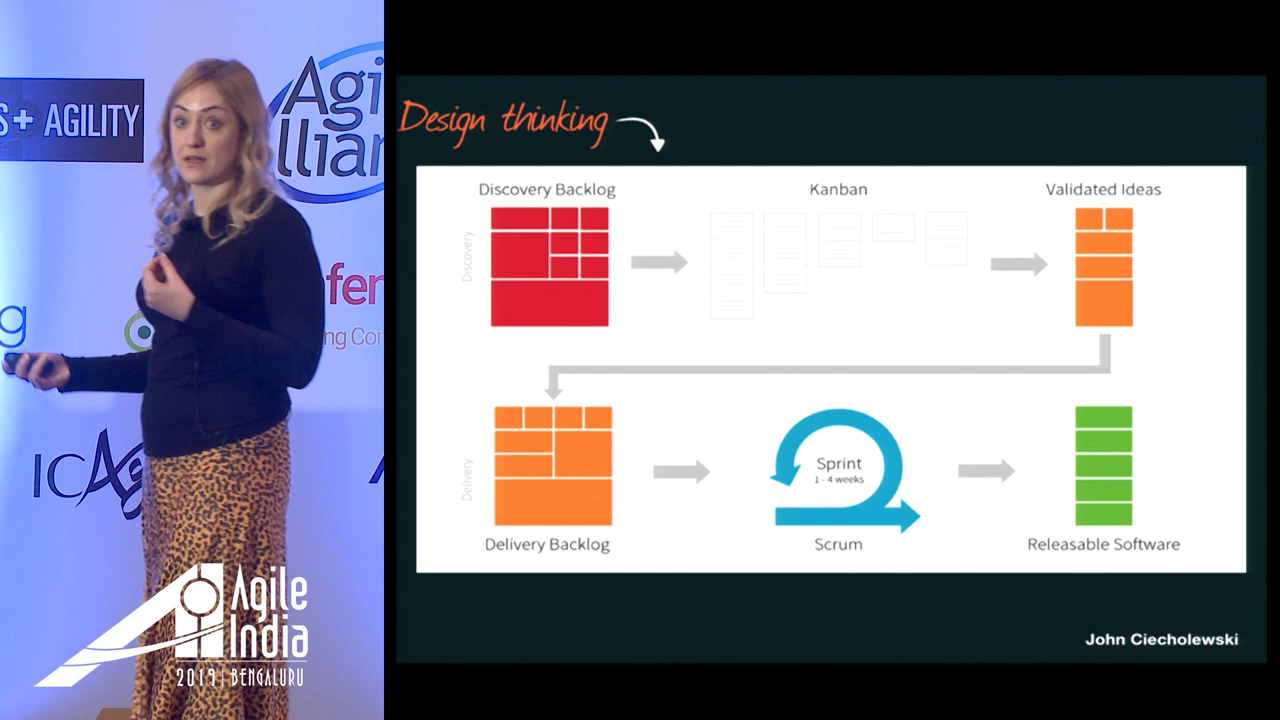 S+ AGILITY
Agi
llian
fer
ng Con
g
ICAg
A
Agile
India
2019 | BENGALURU
Design thinking
Discovery Backlog
Kanban
Validated Ideas
Discovery
Delivery
Sprint
1 - 4 weeks
Delivery Backlog
Scrum
Releasable Software
John Ciecholewski